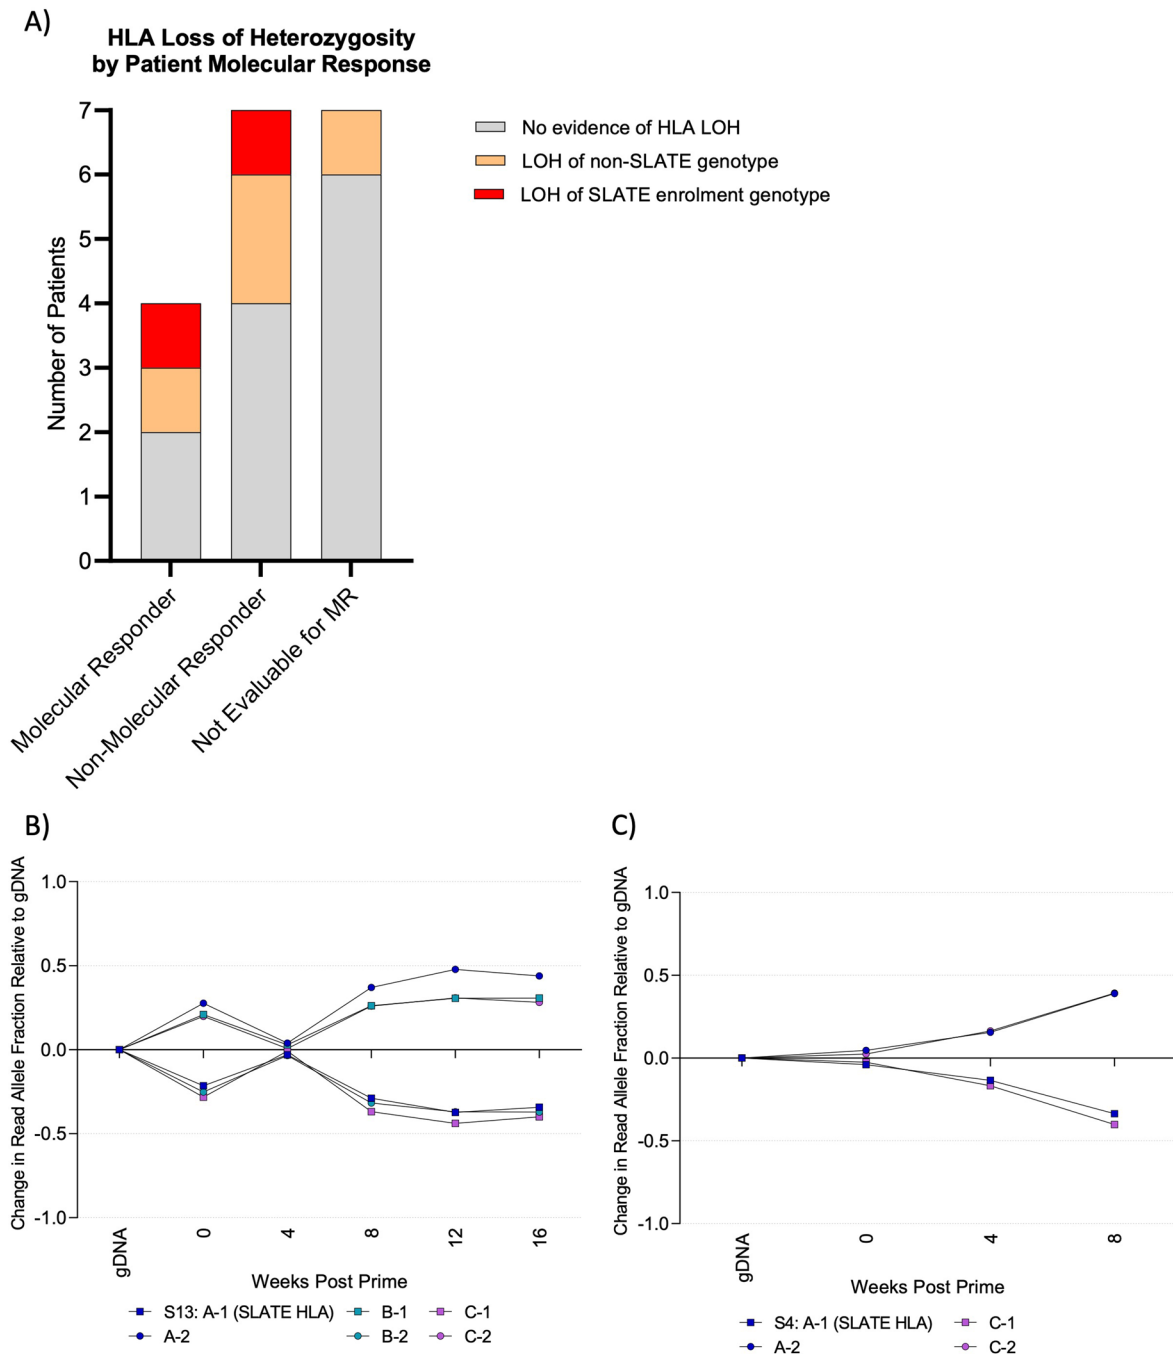 A)
HLA Loss of Heterozygosity
by Patient Molecular Response
Number of Patients
7
6
5
4
3
2
1
0
Molecular Responder
Non-Molecular Responder
Not Evaluable for MR
No evidence of HLA LOH
LOH of non-SLATE genotype
LOH of SLATE enrolment genotype
B)
Change in Read Allele Fraction Relative to gDNA
1.0
0.5
0.0
-0.5
-1.0
gDNA 0 4 8 12 16
Weeks Post Prime
S13: A-1 (SLATE HLA) B-1 C-1
A-2 B-2 C-2
C)
Change in Read Allele Fraction Relative to gDNA
1.0
0.5
0.0
-0.5
-1.0
gDNA 0 4 8
Weeks Post Prime
S4: A-1 (SLATE HLA) C-1
A-2 C-2